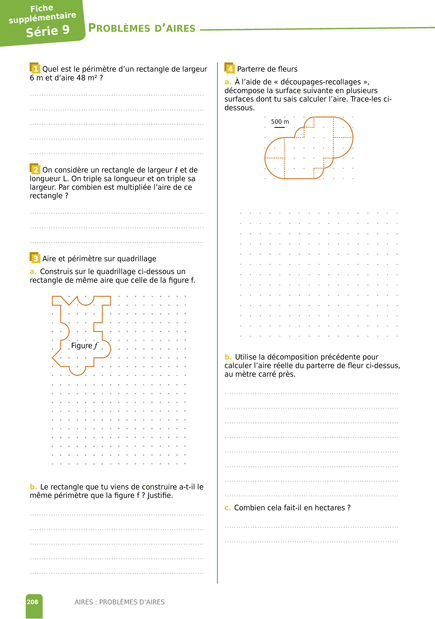 Fiche
supplémentaire
Série 9
PROBLÈMES D'AIRES
1 Quel est le périmètre d'un rectangle de largeur
6 m et d'aire 48 m² ?
2 On considère un rectangle de largeur ℓ et de
longueur L. On triple sa longueur et on triple sa
largeur. Par combien est multipliée l'aire de ce
rectangle ?
3 Aire et périmètre sur quadrillage
a. Construis sur le quadrillage ci-dessous un
rectangle de même aire que celle de la figure f.
Figure f
b. Le rectangle que tu viens de construire a-t-il le
même périmètre que la figure f ? Justifie.
4 Parterre de fleurs
a. À l'aide de « découpages-recollages »,
décompose la surface suivante en plusieurs
surfaces dont tu sais calculer l'aire. Trace-les ci-
dessous.
500 m
b. Utilise la décomposition précédente pour
calculer l'aire réelle du parterre de fleur ci-dessus,
au mètre carré près.
c. Combien cela fait-il en hectares ?
208
AIRES : PROBLÈMES D'AIRES